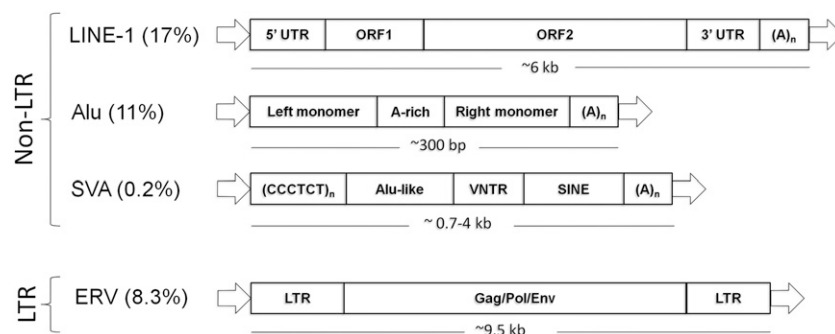 Non-LTR
LINE-1 (17%)
5' UTR ORF1 ORF2 3' UTR (A)n
~6 kb
Alu (11%)
Left monomer A-rich Right monomer (A)n
~300 bp
SVA (0.2%)
(CCCTCT)n Alu-like VNTR SINE (A)n
~ 0.7-4 kb
LTR
ERV (8.3%)
LTR Gag/Pol/Env LTR
~9.5 kb